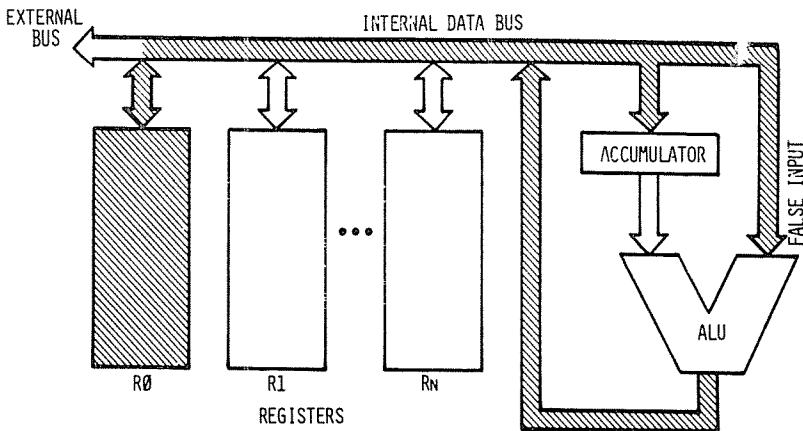 EXTERNAL
BUS
INTERNAL DATA BUS
ACCUMULATOR
FALSE INPUT
ALU
RØ
R1
RN
REGISTERS